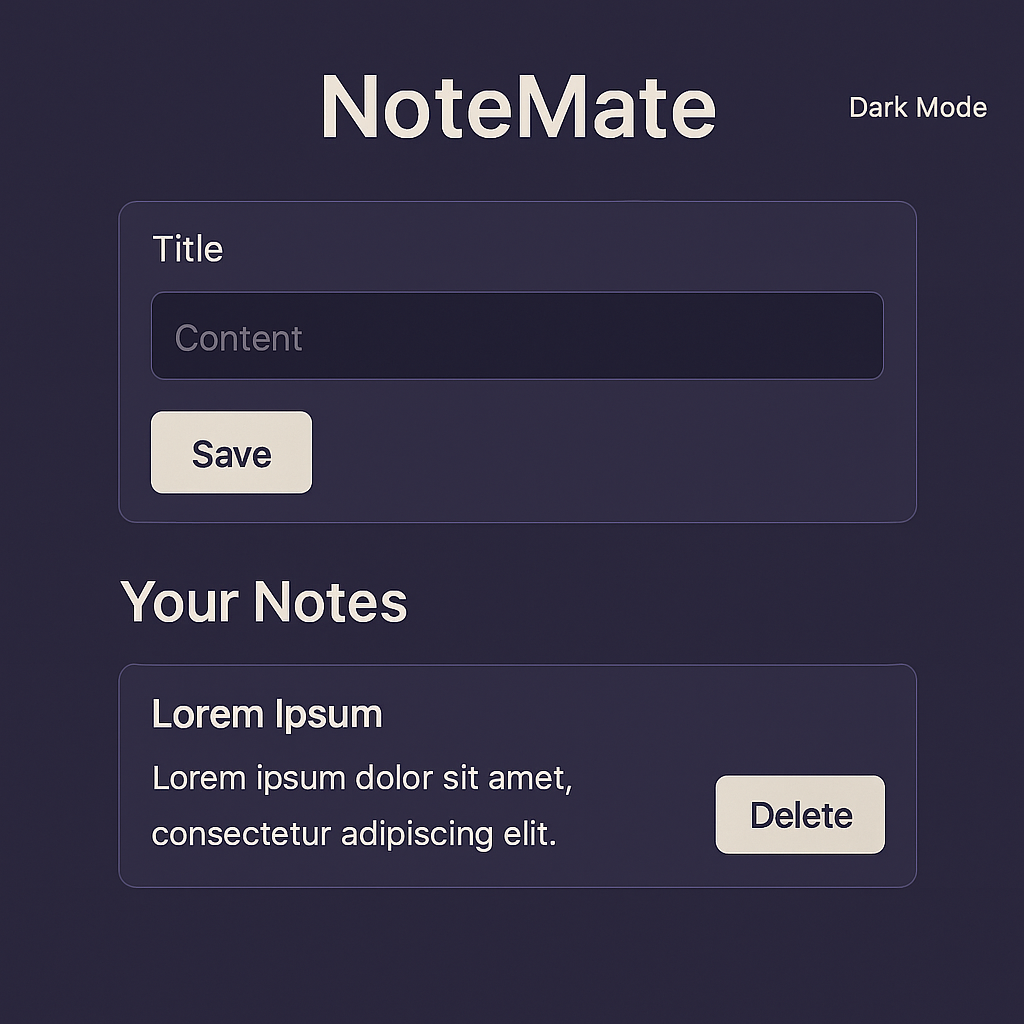 NoteMate
Dark Mode
Title
Content
Save
Your Notes
Lorem Ipsum
Lorem ipsum dolor sit amet,
consectetur adipiscing elit.
Delete